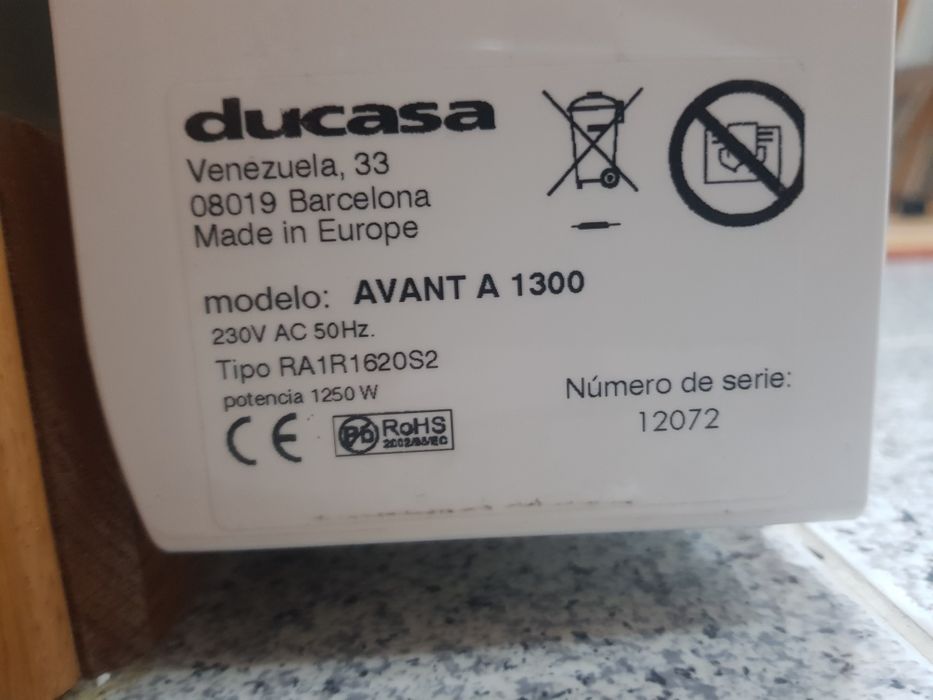 ducasa
Venezuela, 33
08019 Barcelona
Made in Europe
modelo: AVANT A 1300
230V AC 50Hz.
Tipo RA1R1620S2
potencia 1250 W
Número de serie:
12072
CE
Pb RoHS
2002/95/EC